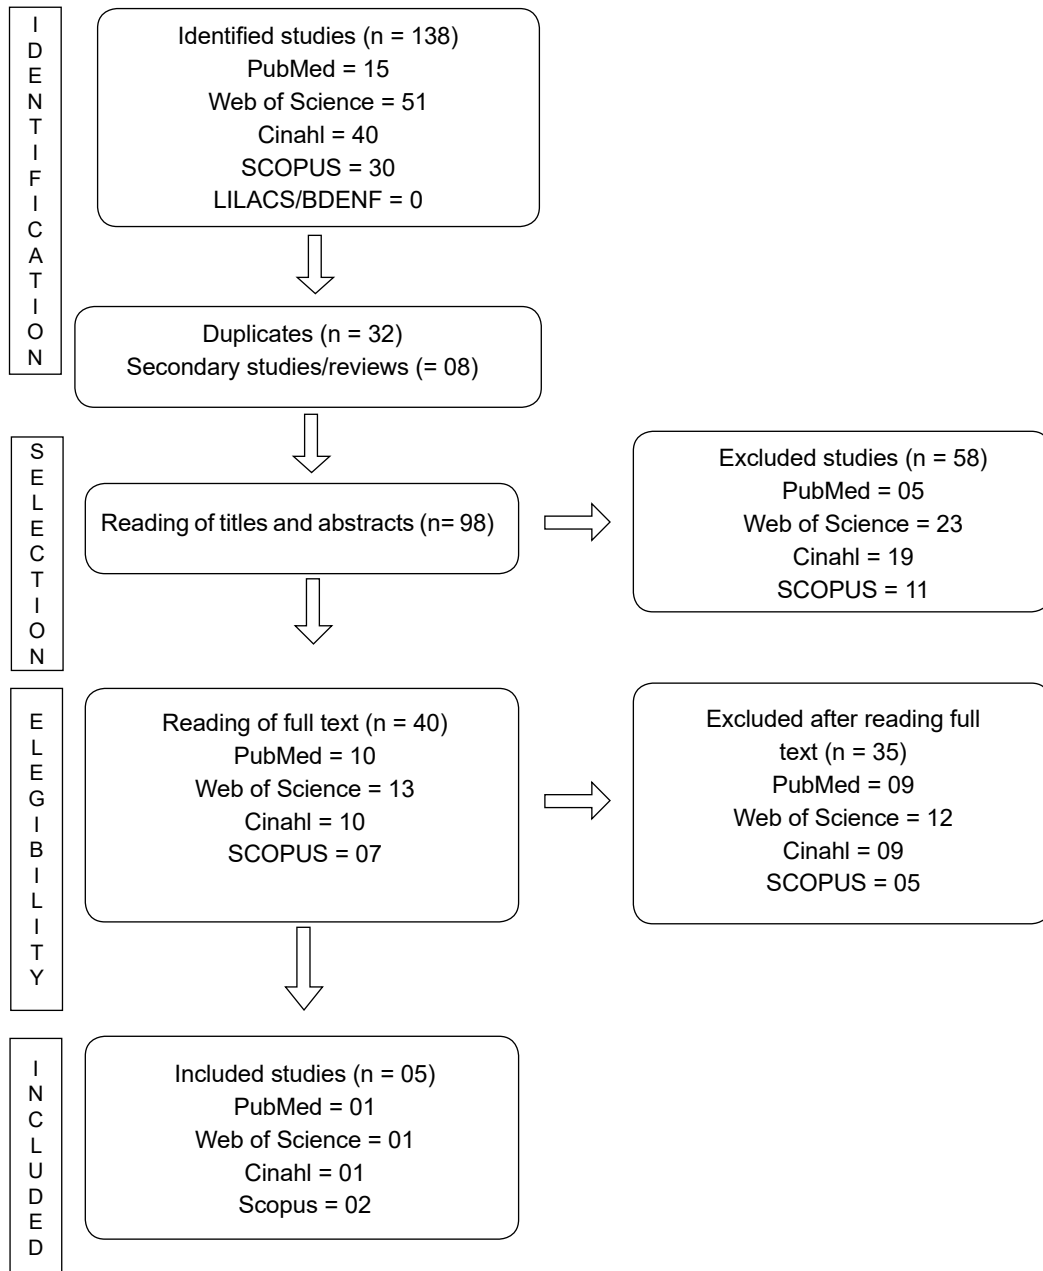 IDENTIFICATION
Identified studies (n = 138)
PubMed = 15
Web of Science = 51
Cinahl = 40
SCOPUS = 30
LILACS/BDENF = 0
Duplicates (n = 32)
Secondary studies/reviews (= 08)
SELECTION
Reading of titles and abstracts (n= 98)
Excluded studies (n = 58)
PubMed = 05
Web of Science = 23
Cinahl = 19
SCOPUS = 11
ELEGIBILITY
Reading of full text (n = 40)
PubMed = 10
Web of Science = 13
Cinahl = 10
SCOPUS = 07
Excluded after reading full
text (n = 35)
PubMed = 09
Web of Science = 12
Cinahl = 09
SCOPUS = 05
INCLUDED
Included studies (n = 05)
PubMed = 01
Web of Science = 01
Cinahl = 01
Scopus = 02